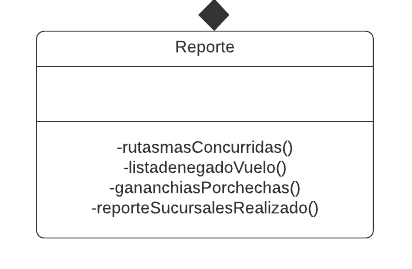 Reporte
-rutasmasConcurridas()
-listadenegadoVuelo()
-gananchiasPorchechas()
-reporteSucursalesRealizado()